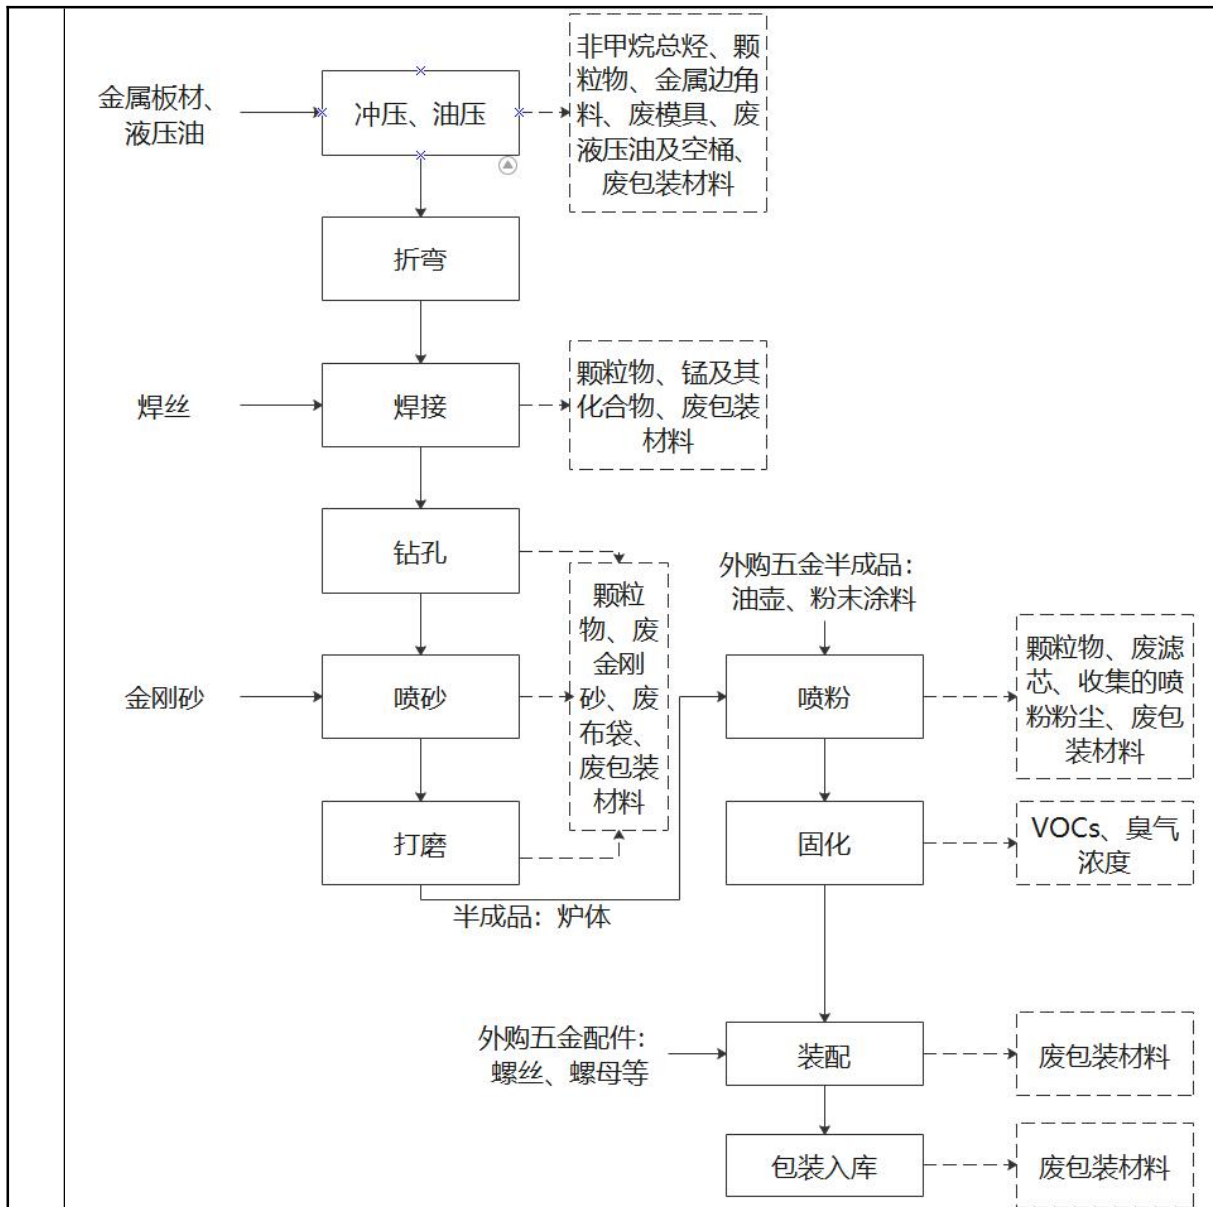 金属板材、
液压油
冲压、油压
非甲烷总烃、颗
粒物、金属边角
料、废模具、废
液压油及空桶、
废包装材料
折弯
焊丝
焊接
颗粒物、锰及其
化合物、废包装
材料
钻孔
颗粒
物、废
金刚
砂、废
布袋、
废包装
材料
金刚砂
喷砂
打磨
半成品：炉体
外购五金半成品：
油壶、粉末涂料
喷粉
颗粒物、废滤
芯、收集的喷
粉粉尘、废包
装材料
固化
VOCs、臭气
浓度
外购五金配件：
螺丝、螺母等
装配
废包装材料
包装入库
废包装材料